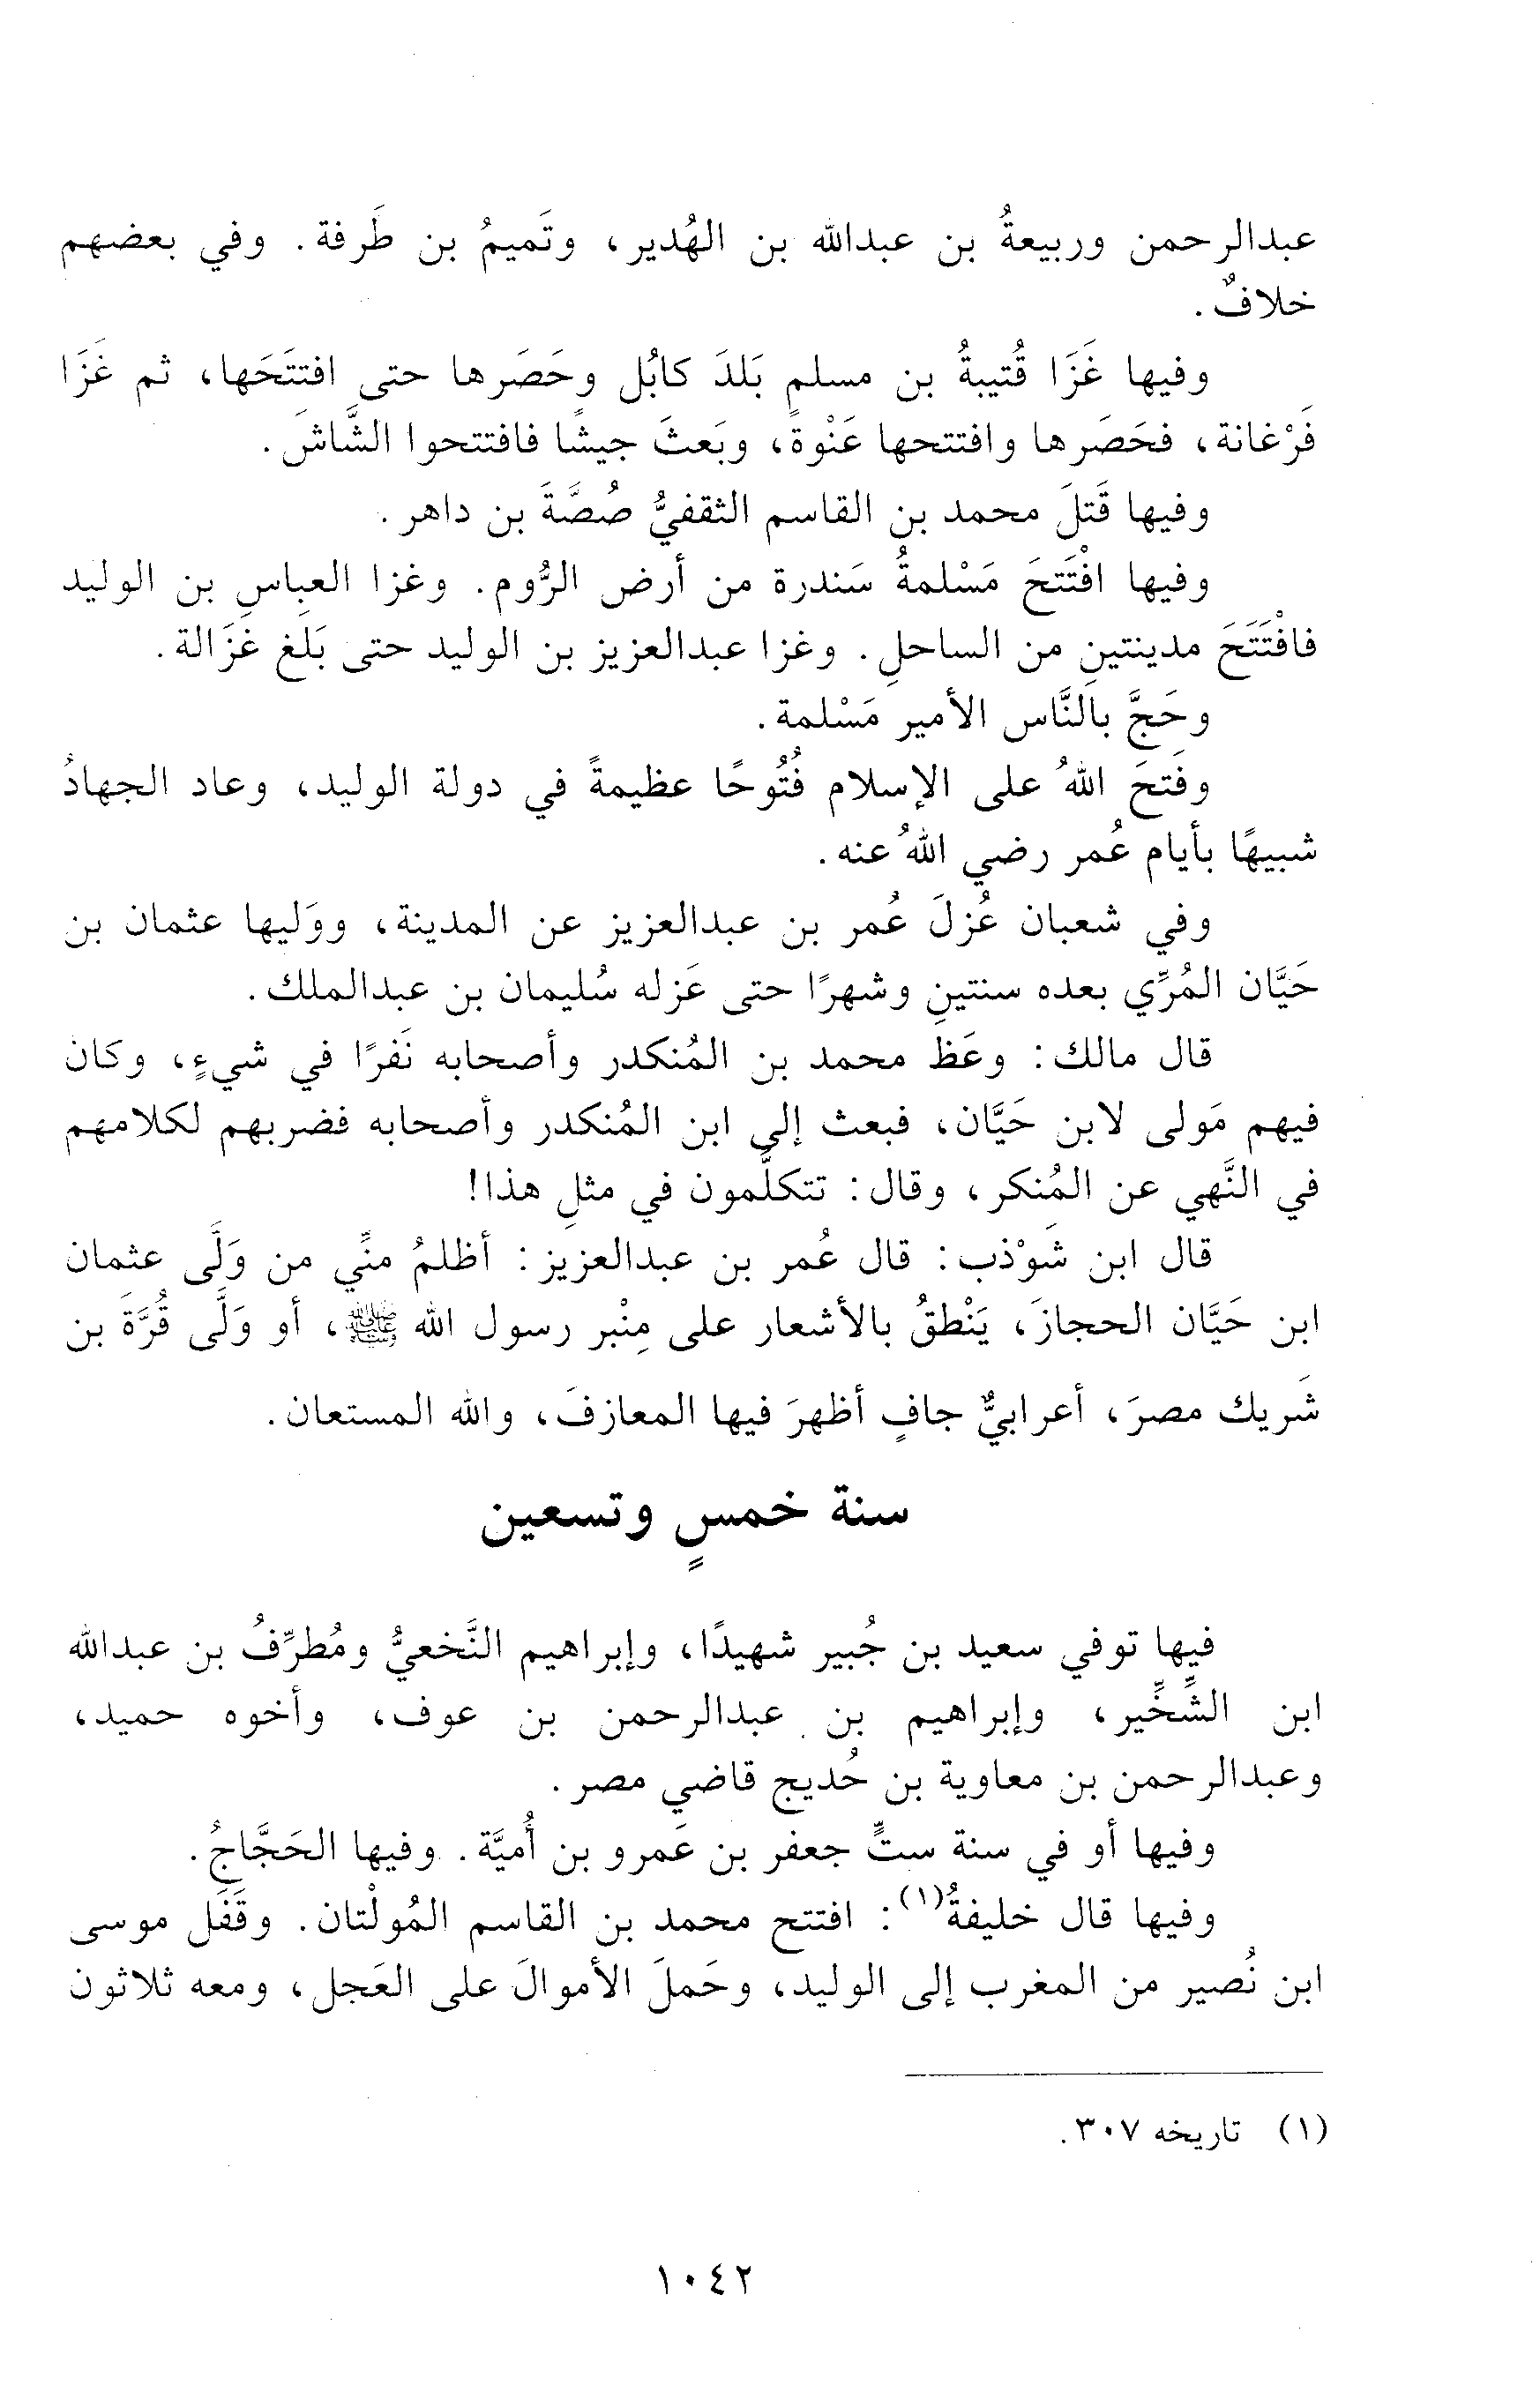 عبدالرحمن وربيعةُ بن عبدالله بن الهُدير، وتَميمُ بن طَرفة. وفي بعضهم
خلافٌ.
وفيها غَزَا قُتيبةُ بن مسلمٍ بَلدَ كابُل وحَصَرها حتى افتتَحَها، ثم غَزَا
فَرْغانة، فحَصَرها وافتتحها عَنْوةً، وبَعثَ جيشًا فافتتحوا الشَّاشَ.
وفيها قَتلَ محمد بن القاسم الثقفيُّ صُصَّةَ بن داهر.
وفيها افْتَتحَ مَسْلمةُ سَندرة من أرض الرُّوم. وغزا العباسِ بن الوليد
فافْتَتَحَ مدينتينِ من الساحلِ. وغزا عبدالعزيز بن الوليد حتى بَلغ غَزَالة.
وحَجَّ بالنَّاس الأمير مَسْلمة.
وفَتحَ اللهُ على الإسلام فُتُوحًا عظيمةً في دولة الوليد، وعاد الجهادُ
شبيهًا بأيام عُمر رضي اللهُ عنه.
وفي شعبان عُزلَ عُمر بن عبدالعزيز عن المدينة، ووَليها عثمان بن
حَيَّان المُرِّي بعده سنتينِ وشهرًا حتى عَزله سُليمان بن عبدالملك.
قال مالك: وعَظ محمد بن المُنكدر وأصحابه نَفرًا في شيءٍ، وكان
فيهم مَولى لابن حَيَّان، فبعث إلى ابن المُنكدر وأصحابه فضربهم لكلامهم
في النَّهي عن المُنكر، وقال: تتكلَّمون في مثلِ هذا!
قال ابن شَوْذب: قال عُمر بن عبدالعزيز: أظلمُ منِّي من وَلَّى عثمان
ابن حَيَّان الحجازَ، يَنْطقُ بالأشعار على مِنْبر رسول الله ﷺ، أو وَلَّى قُرَّةَ بن
شَريك مصرَ، أعرابيٌّ جافٍ أظهرَ فيها المعازفَ، والله المستعان.
سنة خمسٍ وتسعين
فيها توفي سعيد بن جُبير شهيدًا، وإبراهيم النَّخعيُّ ومُطرِّفُ بن عبدالله
ابن الشِّخِّير، وإبراهيم بن عبدالرحمن بن عوف، وأخوه حميد،
وعبدالرحمن بن معاوية بن حُديج قاضي مصر.
وفيها أو في سنة ستٍّ جعفر بن عَمرو بن أُميَّة. وفيها الحَجَّاجُ.
وفيها قال خليفةُ(١): افتتح محمد بن القاسم المُولْتان. وقَفَل موسى
ابن نُصير من المغرب إلى الوليد، وحَملَ الأموالَ على العَجل، ومعه ثلاثون
(١) تاريخه ٣٠٧.
١٠٤٢